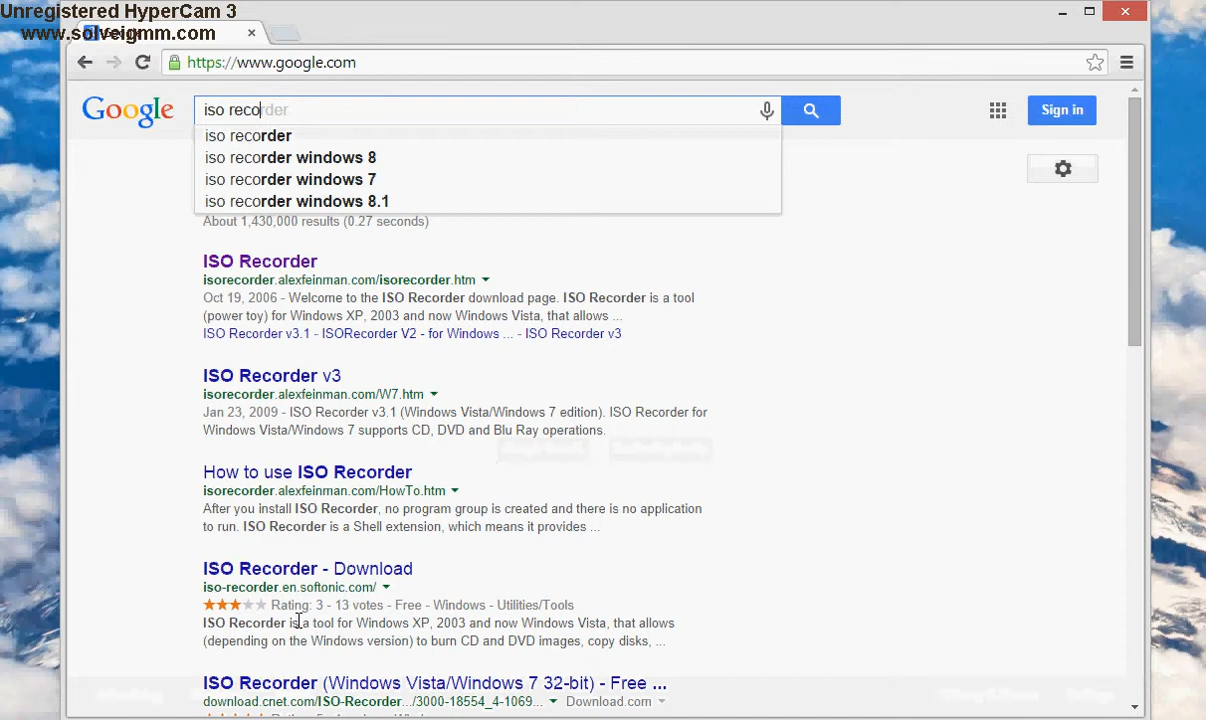 Unregistered HyperCam 3
www.solveigmm.com
https://www.google.com
Google
iso recorder
Sign in
iso recorder
iso recorder windows 8
iso recorder windows 7
iso recorder windows 8.1
About 1,430,000 results (0.27 seconds)
ISO Recorder
isorecorder.alexfeinman.com/isorecorder.htm
Oct 19, 2006 - Welcome to the ISO Recorder download page. ISO Recorder is a tool
(power toy) for Windows XP, 2003 and now Windows Vista, that allows ...
ISO Recorder v3.1 - ISORecorder V2 - for Windows ... - ISO Recorder v3
ISO Recorder v3
isorecorder.alexfeinman.com/W7.htm
Jan 23, 2009 - ISO Recorder v3.1 (Windows Vista/Windows 7 edition). ISO Recorder for
Windows Vista/Windows 7 supports CD, DVD and Blu Ray operations.
How to use ISO Recorder
isorecorder.alexfeinman.com/HowTo.htm
After you install ISO Recorder, no program group is created and there is no application
to run. ISO Recorder is a Shell extension, which means it provides ...
ISO Recorder - Download
iso-recorder.en.softonic.com/
Rating: 3 - 13 votes - Free - Windows - Utilities/Tools
ISO Recorder is a tool for Windows XP, 2003 and now Windows Vista, that allows
(depending on the Windows version) to burn CD and DVD images, copy disks, ...
ISO Recorder (Windows Vista/Windows 7 32-bit) - Free ...
download.cnet.com/ISO-Recorder.../3000-18554_4-1069... Download.com